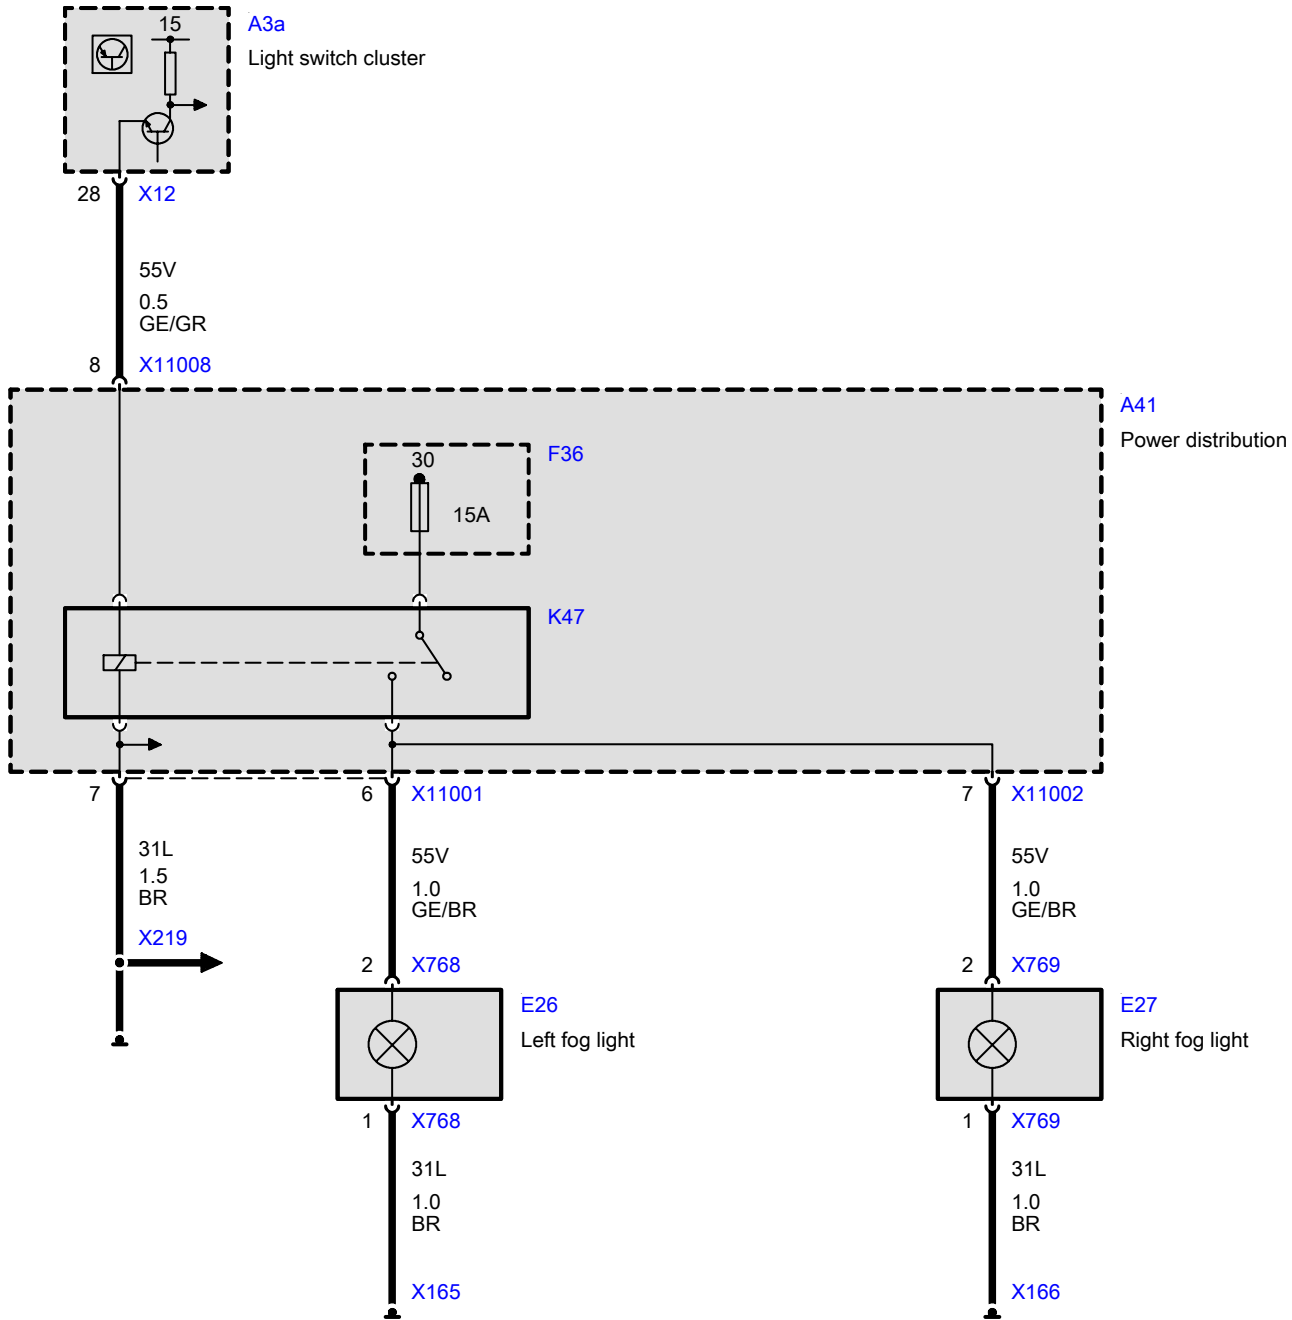 15
A3a
Light switch cluster
28
X12
55V
0.5
GE/GR
8
X11008
A41
Power distribution
F36
30
15A
K47
7
6
X11001
7
X11002
31L
1.5
BR
55V
1.0
GE/BR
55V
1.0
GE/BR
X219
2
X768
2
X769
E26
Left fog light
E27
Right fog light
1
X768
1
X769
31L
1.0
BR
31L
1.0
BR
X165
X166